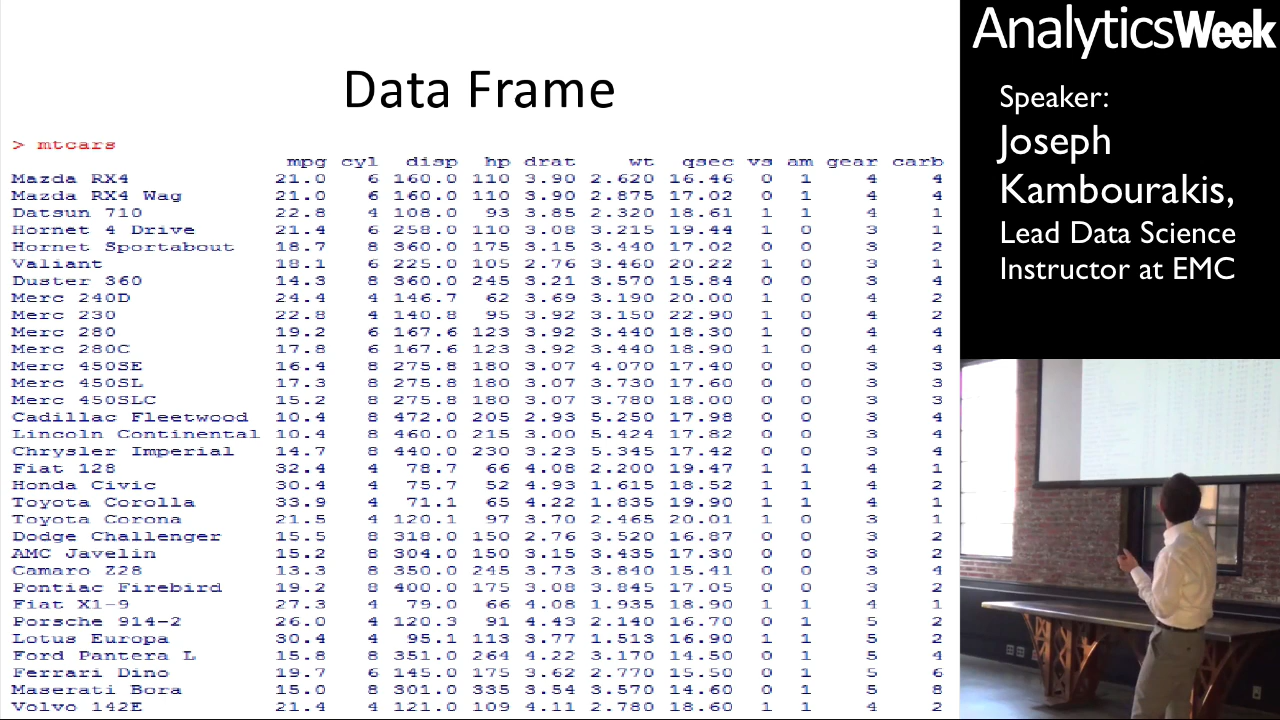 Data Frame
> mtcars
mpg cyl disp hp drat wt qsec vs am gear carb
Mazda RX4 21.0 6 160.0 110 3.90 2.620 16.46 0 1 4 4
Mazda RX4 Wag 21.0 6 160.0 110 3.90 2.875 17.02 0 1 4 4
Datsun 710 22.8 4 108.0 93 3.85 2.320 18.61 1 1 4 1
Hornet 4 Drive 21.4 6 258.0 110 3.08 3.215 19.44 1 0 3 1
Hornet Sportabout 18.7 8 360.0 175 3.15 3.440 17.02 0 0 3 2
Valiant 18.1 6 225.0 105 2.76 3.460 20.22 1 0 3 1
Duster 360 14.3 8 360.0 245 3.21 3.570 15.84 0 0 3 4
Merc 240D 24.4 4 146.7 62 3.69 3.190 20.00 1 0 4 2
Merc 230 22.8 4 140.8 95 3.92 3.150 22.90 1 0 4 2
Merc 280 19.2 6 167.6 123 3.92 3.440 18.30 1 0 4 4
Merc 280C 17.8 6 167.6 123 3.92 3.440 18.90 1 0 4 4
Merc 450SE 16.4 8 275.8 180 3.07 4.070 17.40 0 0 3 3
Merc 450SL 17.3 8 275.8 180 3.07 3.730 17.60 0 0 3 3
Merc 450SLC 15.2 8 275.8 180 3.07 3.780 18.00 0 0 3 3
Cadillac Fleetwood 10.4 8 472.0 205 2.93 5.250 17.98 0 0 3 4
Lincoln Continental 10.4 8 460.0 215 3.00 5.424 17.82 0 0 3 4
Chrysler Imperial 14.7 8 440.0 230 3.23 5.345 17.42 0 0 3 4
Fiat 128 32.4 4 78.7 66 4.08 2.200 19.47 1 1 4 1
Honda Civic 30.4 4 75.7 52 4.93 1.615 18.52 1 1 4 2
Toyota Corolla 33.9 4 71.1 65 4.22 1.835 19.90 1 1 4 1
Toyota Corona 21.5 4 120.1 97 3.70 2.465 20.01 1 0 3 1
Dodge Challenger 15.5 8 318.0 150 2.76 3.520 16.87 0 0 3 2
AMC Javelin 15.2 8 304.0 150 3.15 3.435 17.30 0 0 3 2
Camaro Z28 13.3 8 350.0 245 3.73 3.840 15.41 0 0 3 4
Pontiac Firebird 19.2 8 400.0 175 3.08 3.845 17.05 0 0 3 2
Fiat X1-9 27.3 4 79.0 66 4.08 1.935 18.90 1 1 4 1
Porsche 914-2 26.0 4 120.3 91 4.43 2.140 16.70 0 1 5 2
Lotus Europa 30.4 4 95.1 113 3.77 1.513 16.90 1 1 5 2
Ford Pantera L 15.8 8 351.0 264 4.22 3.170 14.50 0 1 5 4
Ferrari Dino 19.7 6 145.0 175 3.62 2.770 15.50 0 1 5 6
Maserati Bora 15.0 8 301.0 335 3.54 3.570 14.60 0 1 5 8
Volvo 142E 21.4 4 121.0 109 4.11 2.780 18.60 1 1 4 2
AnalyticsWeek
Speaker:
Joseph
Kambourakis,
Lead Data Science
Instructor at EMC